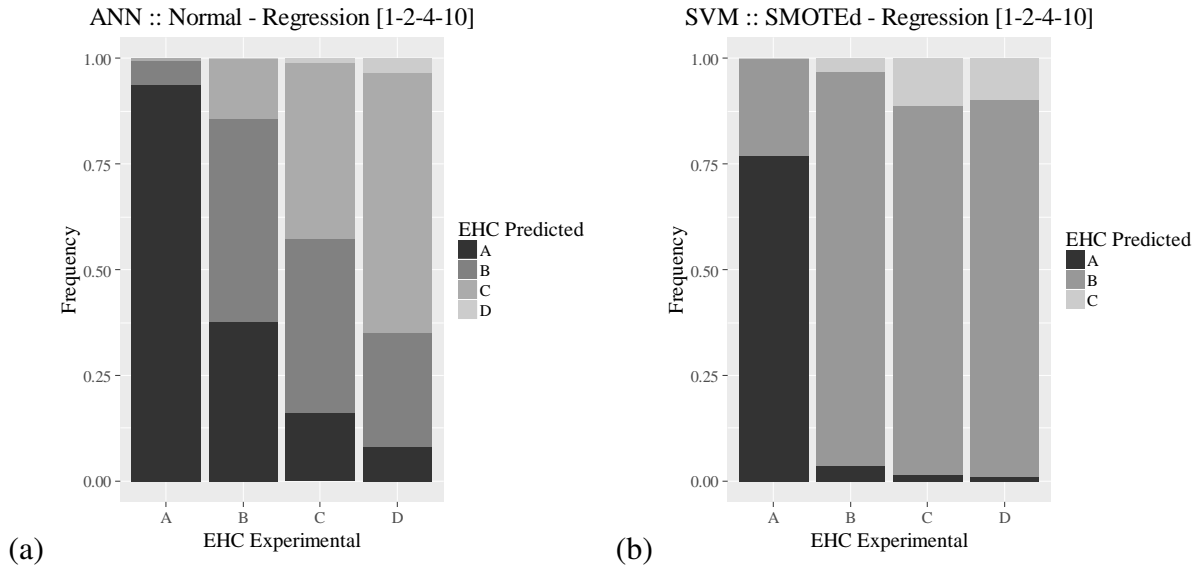 ANN :: Normal - Regression [1-2-4-10]
1.00
0.75
0.50
0.25
0.00
Frequency
A
B
C
D
EHC Experimental
EHC Predicted
A
B
C
D
(a)
SVM :: SMOTEd - Regression [1-2-4-10]
1.00
0.75
0.50
0.25
0.00
Frequency
A
B
C
D
EHC Experimental
EHC Predicted
A
B
C
(b)